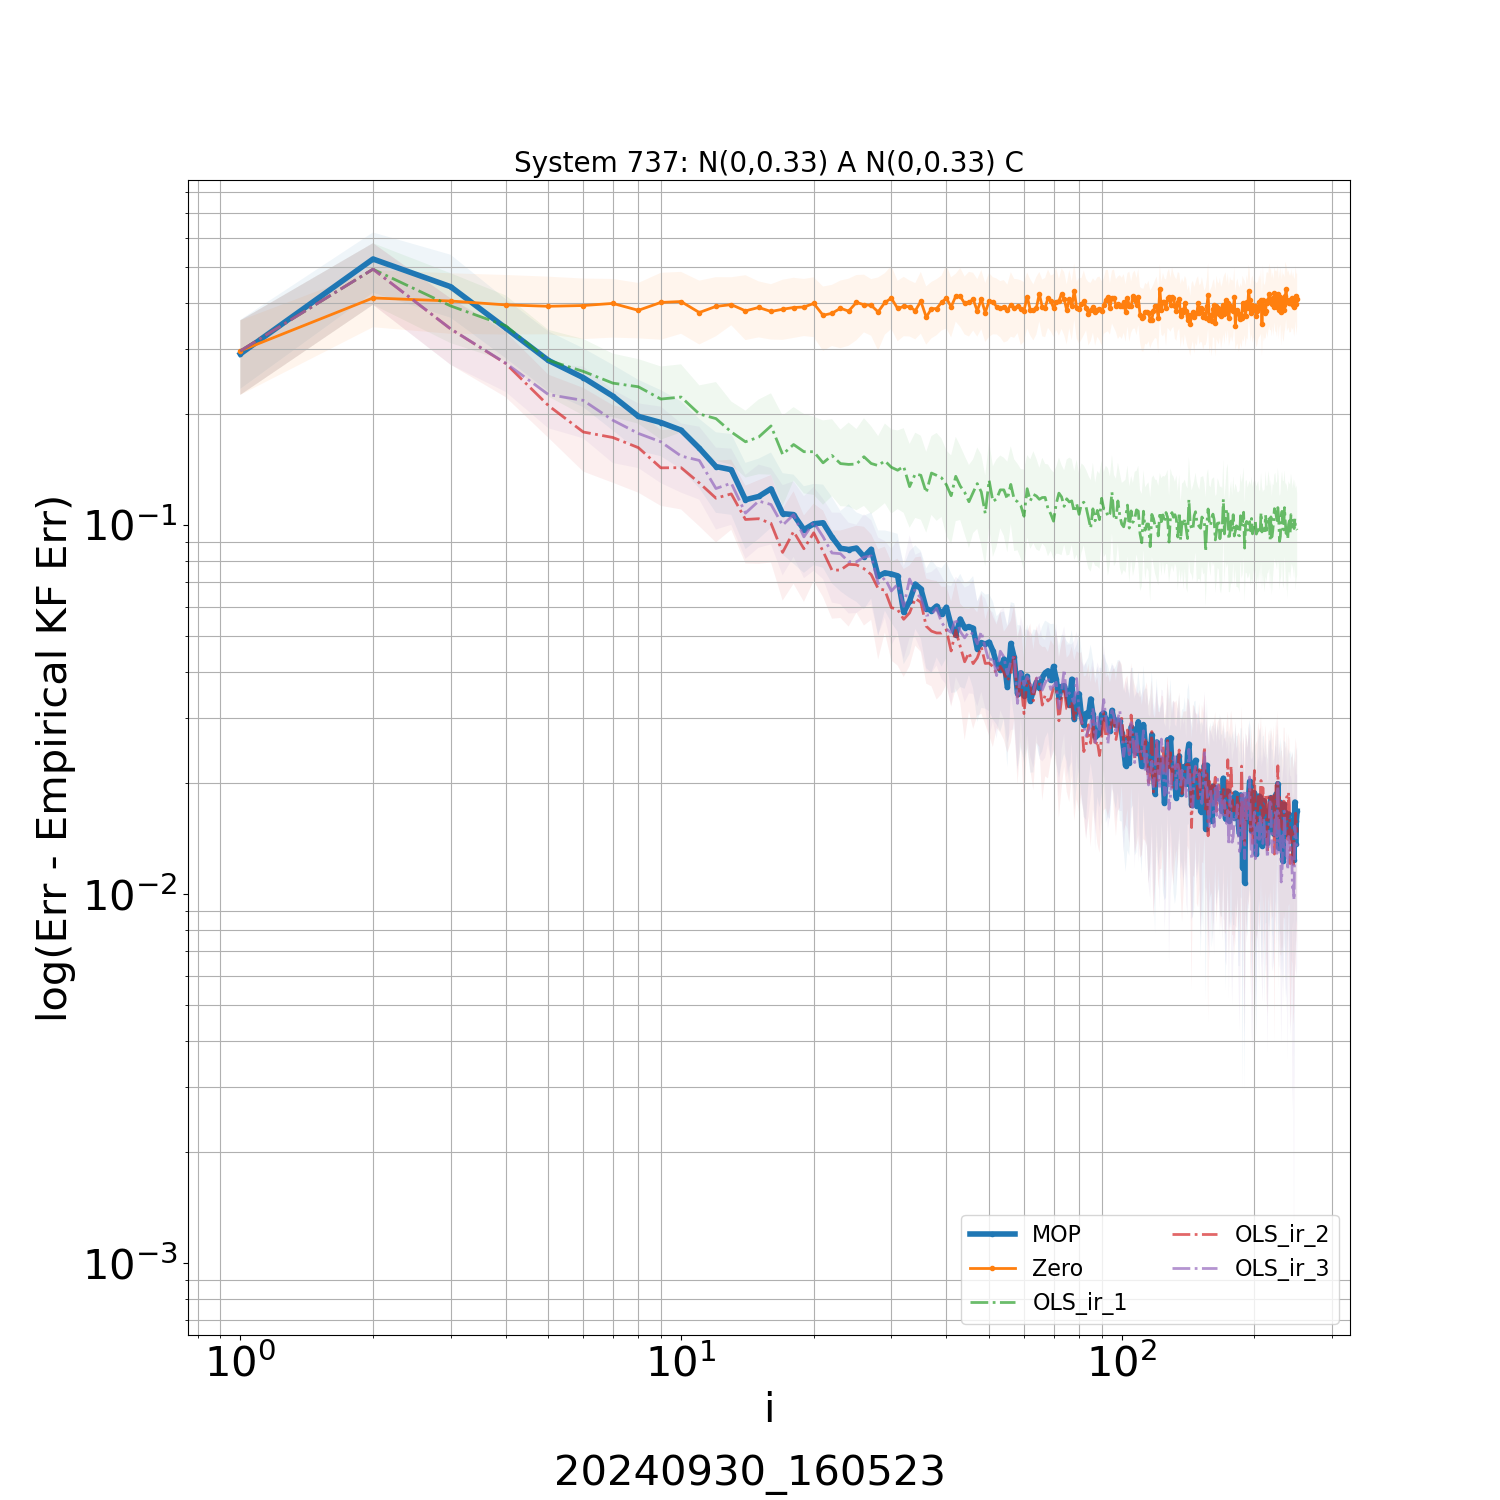 System 737: N(0,0.33) A N(0,0.33) C
log(Err - Empirical KF Err)
10⁻¹
10⁻²
10⁻³
MOP
Zero
OLS_ir_1
OLS_ir_2
OLS_ir_3
10⁰ 10¹ 10²
i
20240930_160523